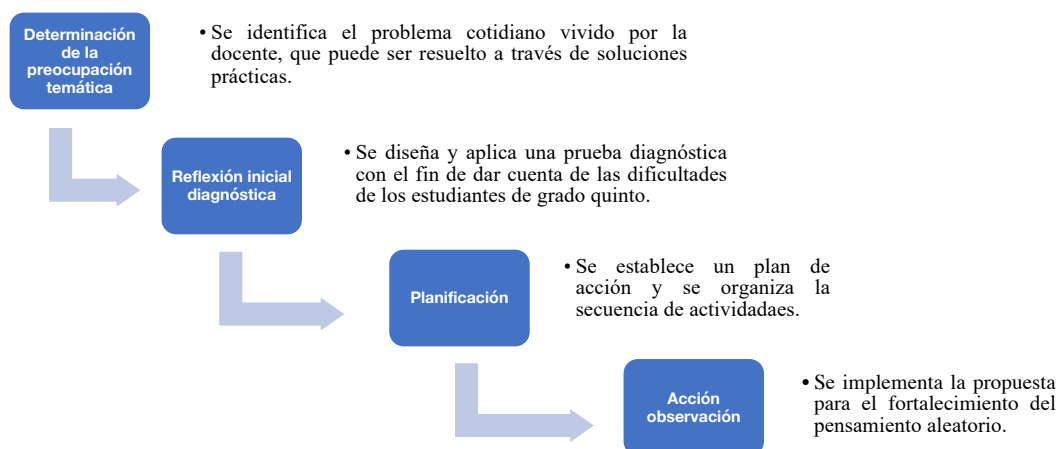 Determinación
de la
preocupación
temática
• Se identifica el problema cotidiano vivido por la
docente, que puede ser resuelto a través de soluciones
prácticas.
Reflexión inicial
diagnóstica
• Se diseña y aplica una prueba diagnóstica
con el fin de dar cuenta de las dificultades
de los estudiantes de grado quinto.
Planificación
• Se establece un plan de
acción y se organiza la
secuencia de actividadaes.
Acción
observación
• Se implementa la propuesta
para el fortalecimiento del
pensamiento aleatorio.